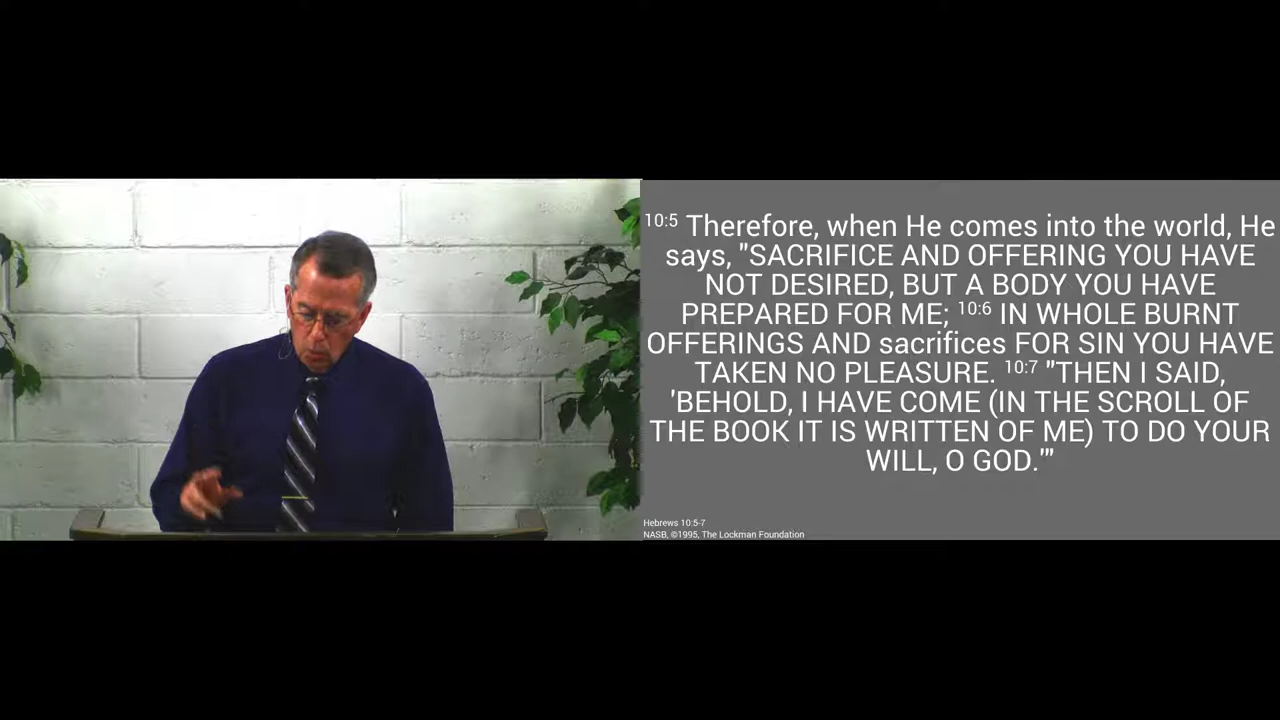 10:5 Therefore, when He comes into the world, He
says, "SACRIFICE AND OFFERING YOU HAVE
NOT DESIRED, BUT A BODY YOU HAVE
PREPARED FOR ME; 10:6 IN WHOLE BURNT
OFFERINGS AND sacrifices FOR SIN YOU HAVE
TAKEN NO PLEASURE. 10:7 "THEN I SAID,
'BEHOLD, I HAVE COME (IN THE SCROLL OF
THE BOOK IT IS WRITTEN OF ME) TO DO YOUR
WILL, O GOD.'"
Hebrews 10:5-7
NASB, ©1995, The Lockman Foundation